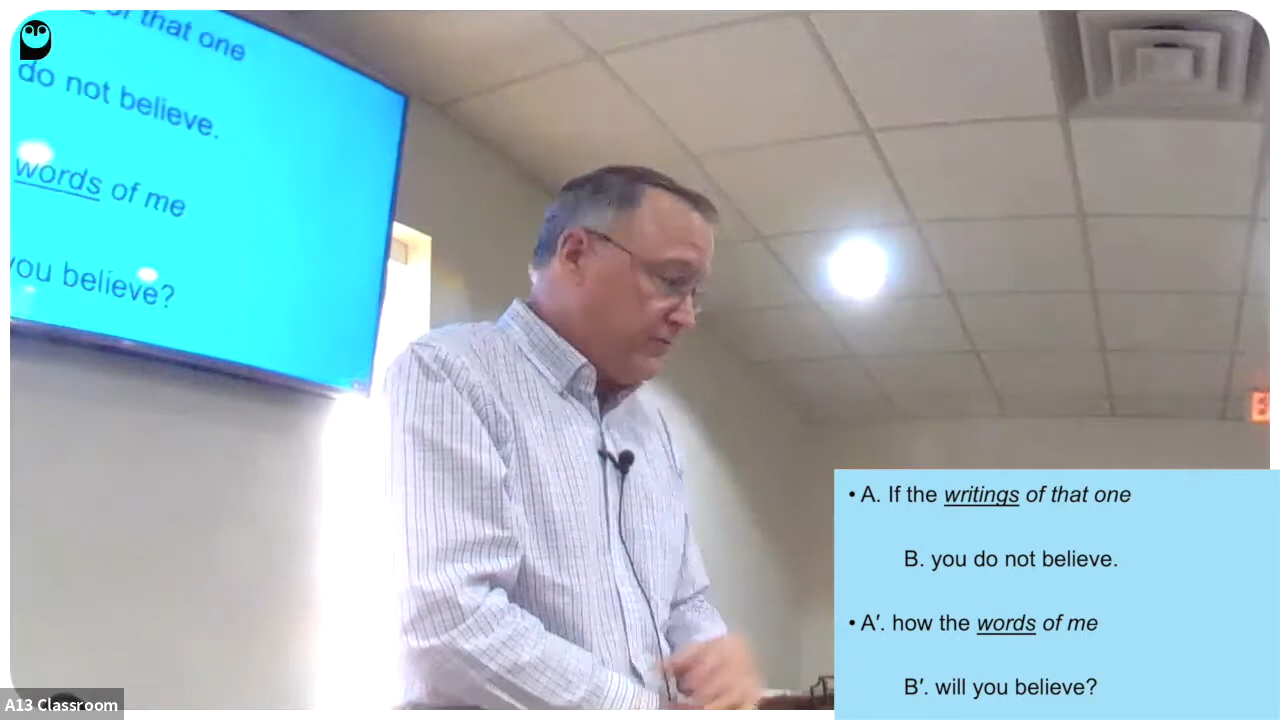 of that one
do not believe.
words of me
you believe?
• A. If the writings of that one
B. you do not believe.
• A′. how the words of me
B′. will you believe?
A13 Classroom